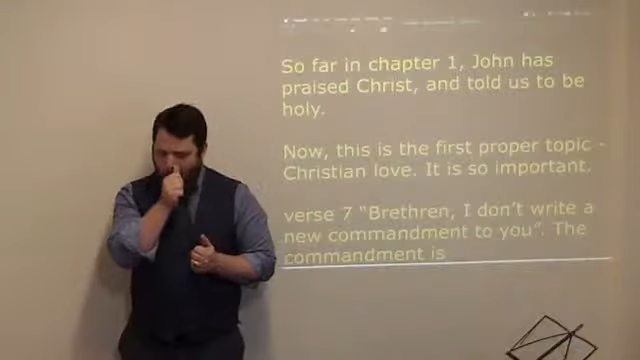 So far in chapter 1, John has
praised Christ, and told us to be
holy.
Now, this is the first proper topic -
Christian love. It is so important.
verse 7 "Brethren, I don't write a
new commandment to you". The
commandment is